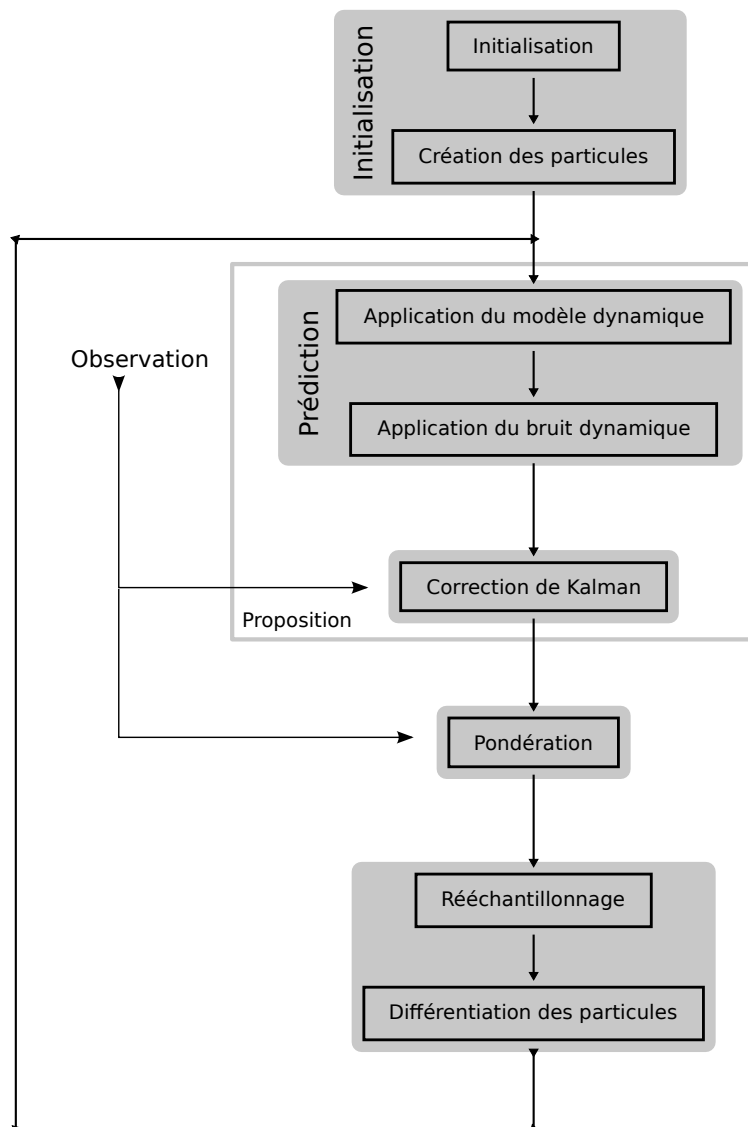 Initialisation
Initialisation
Création des particules
Prédiction
Application du modèle dynamique
Observation
Application du bruit dynamique
Correction de Kalman
Proposition
Pondération
Rééchantillonnage
Différentiation des particules